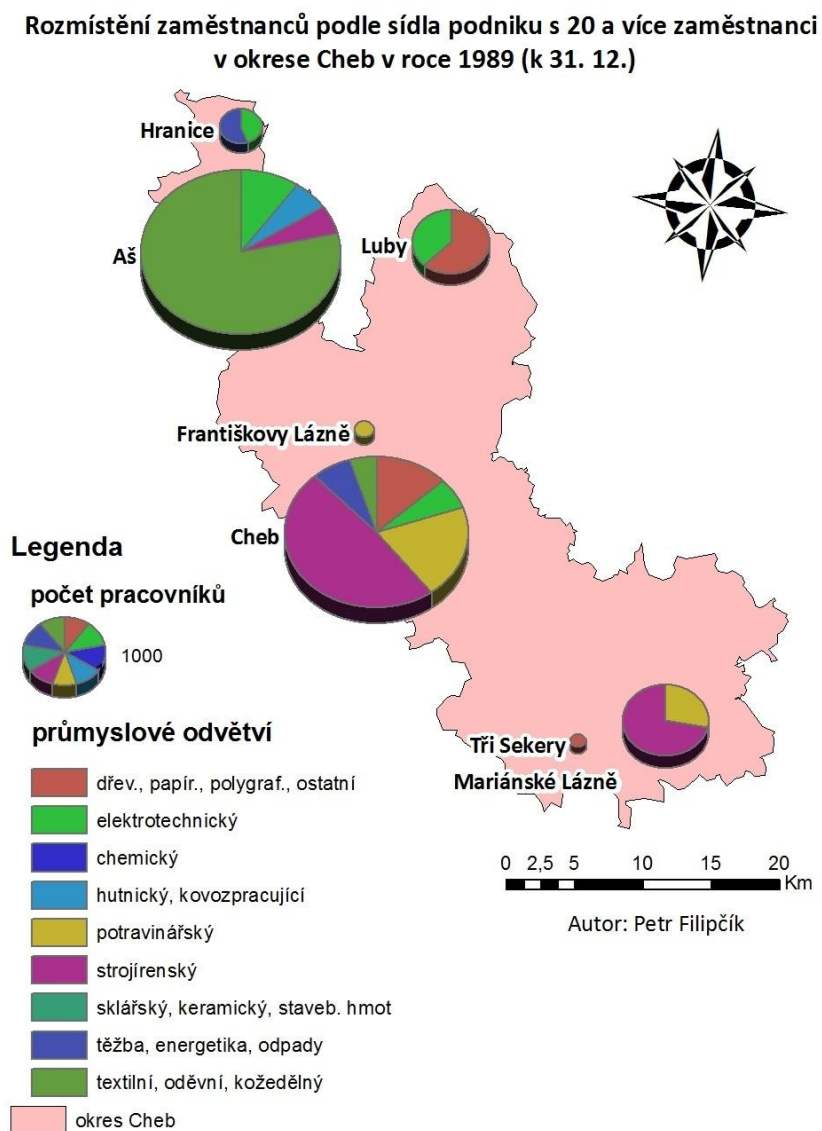 Rozmístění zaměstnanců podle sídla podniku s 20 a více zaměstnanci
v okrese Cheb v roce 1989 (k 31. 12.)
Hranice
Aš
Luby
Františkovy Lázně
Cheb
Tři Sekery
Mariánské Lázně
Legenda
počet pracovníků
1000
průmyslové odvětví
dřev., papír., polygraf., ostatní
elektrotechnický
chemický
hutnický, kovozpracující
potravinářský
strojírenský
sklářský, keramický, staveb. hmot
těžba, energetika, odpady
textilní, oděvní, kožedělný
okres Cheb
0 2,5 5 10 15 20
Km
Autor: Petr Filipčík